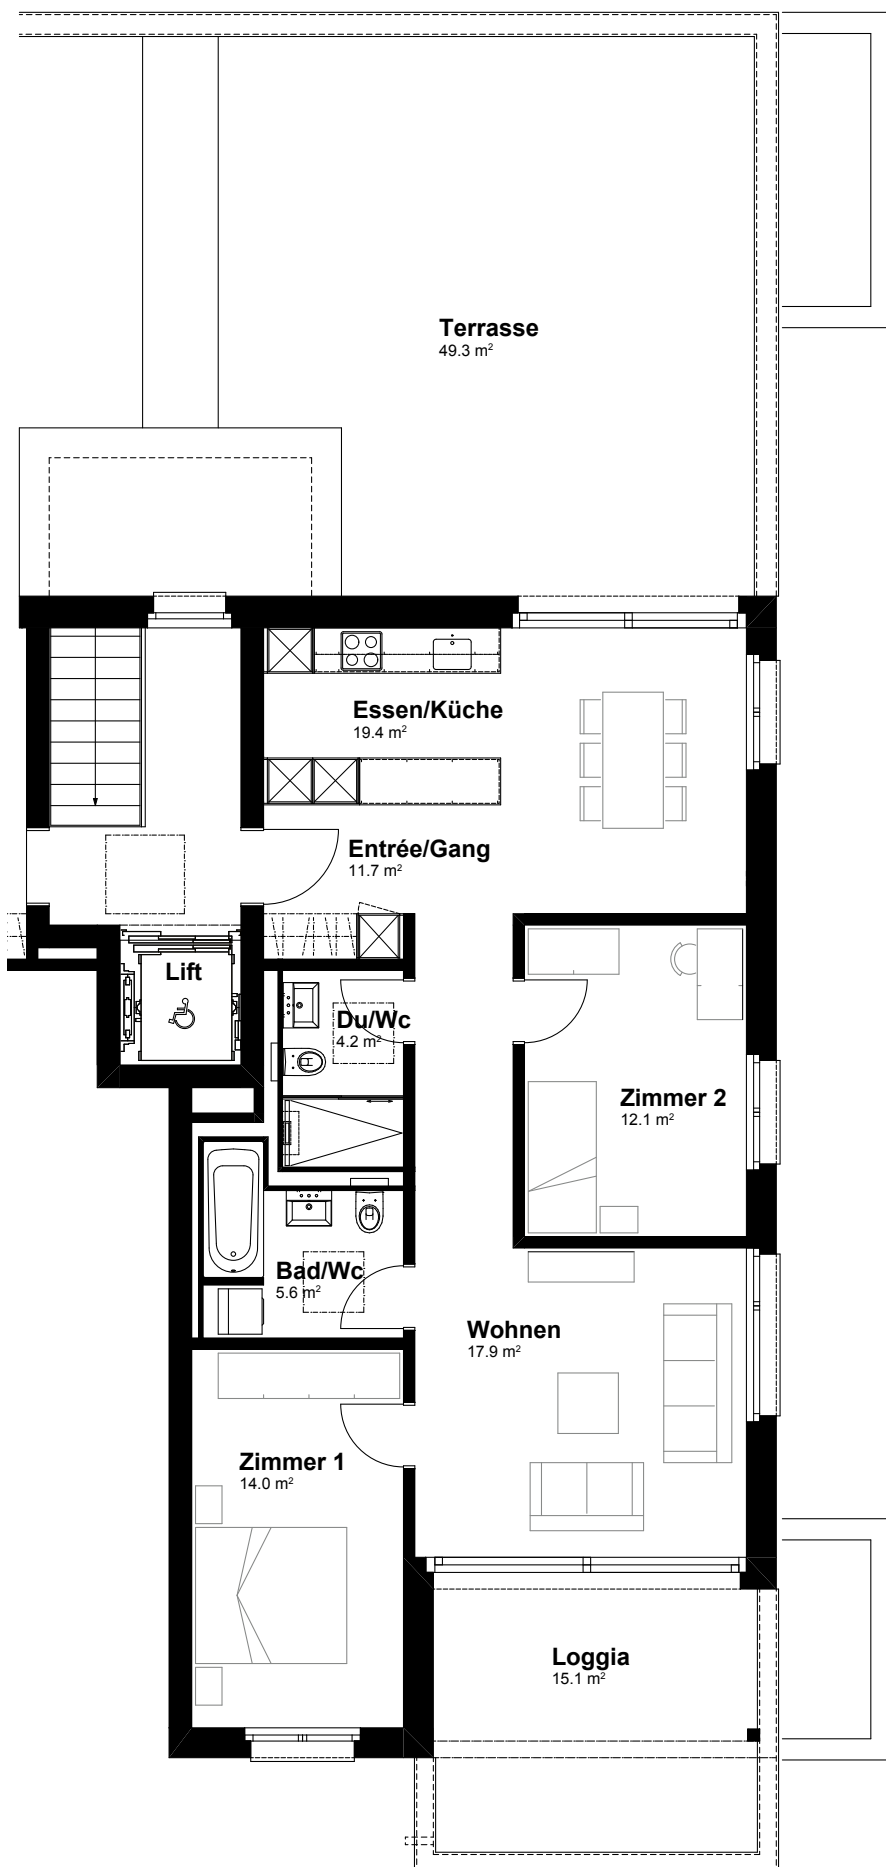 Terrasse
49.3 m²
Essen/Küche
19.4 m²
Entrée/Gang
11.7 m²
Lift
Du/Wc
4.2 m²
Zimmer 2
12.1 m²
Bad/Wc
5.6 m²
Wohnen
17.9 m²
Zimmer 1
14.0 m²
Loggia
15.1 m²